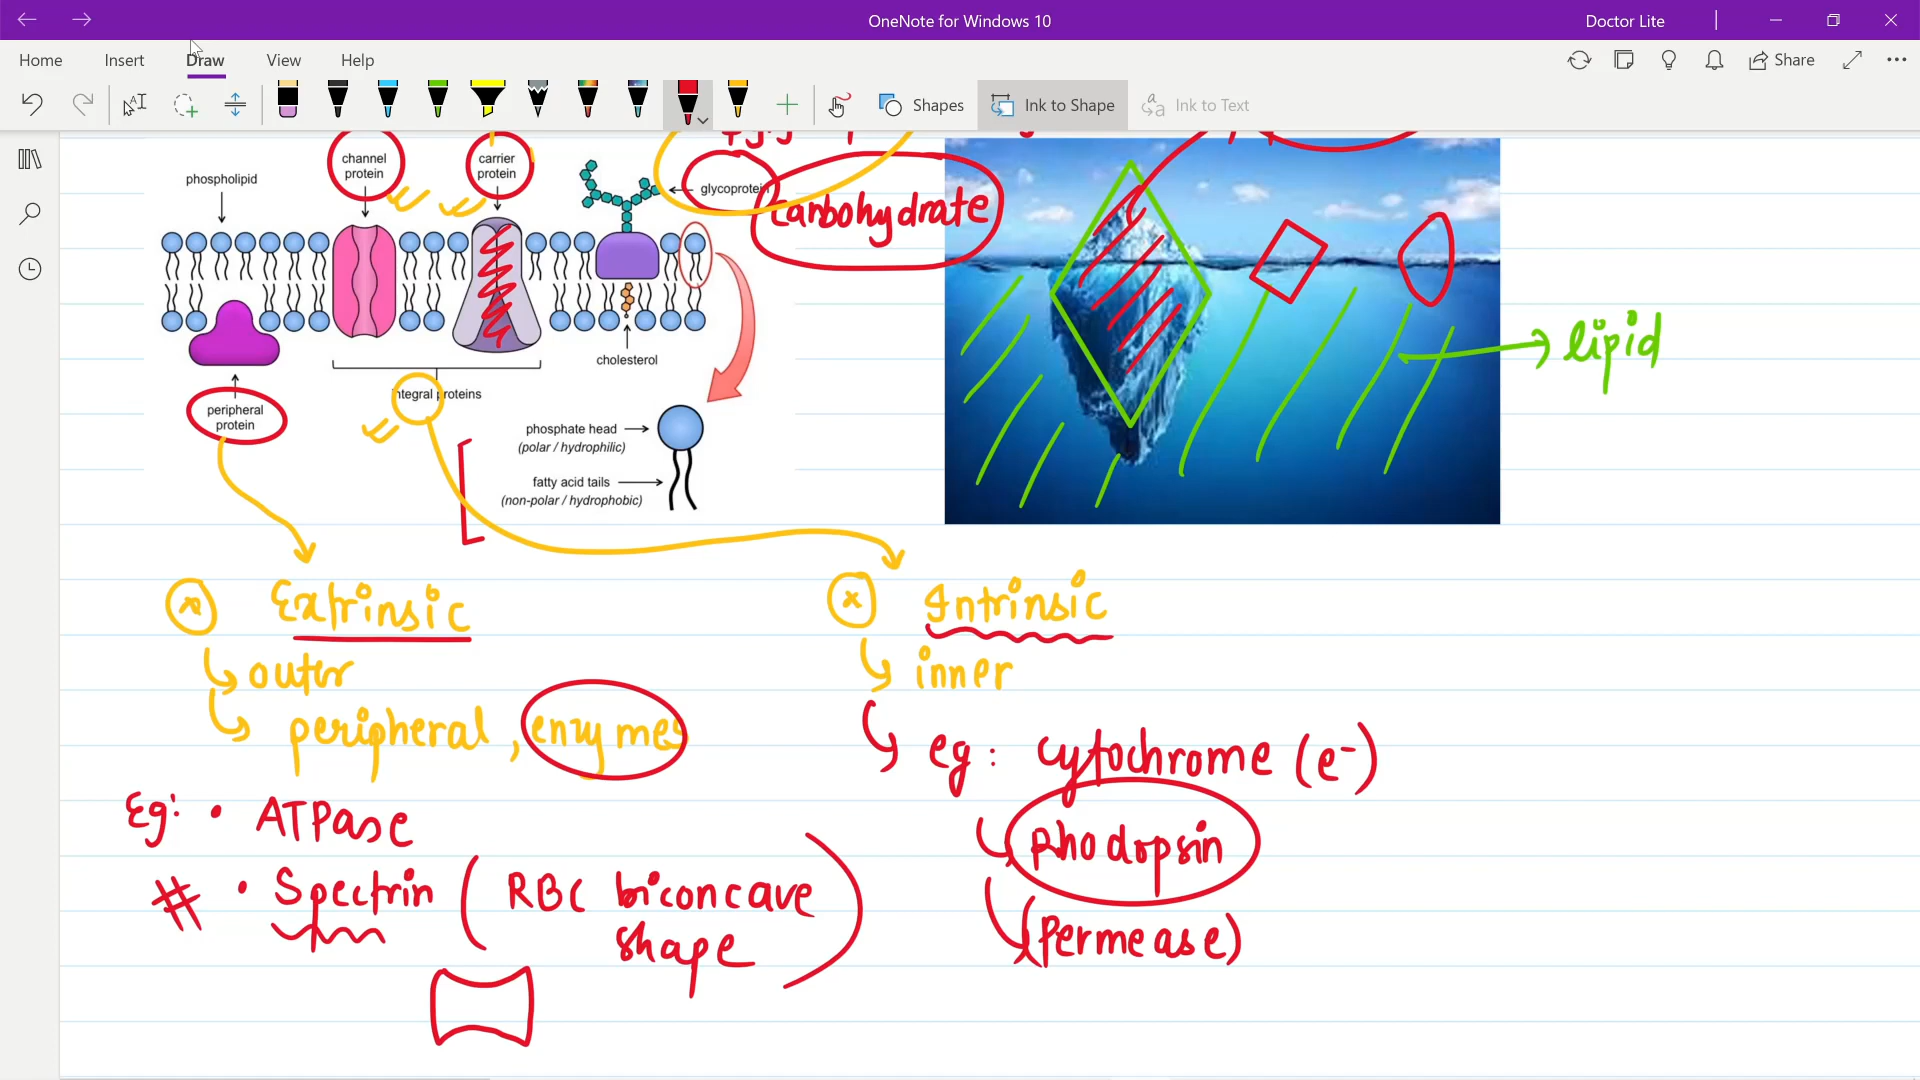 OneNote for Windows 10
Doctor Lite
Home Insert Draw View Help
Share
Shapes Ink to Shape Ink to Text
phospholipid
channel
protein
carrier
protein
glycoprotein
carbohydrate
cholesterol
integral proteins
peripheral
protein
phosphate head
(polar / hydrophilic)
fatty acid tails
(non-polar / hydrophobic)
lipid
Extrinsic
outer
peripheral, enzymes
Eg: • ATPase
# • Spectrin (RBC biconcave
shape)
Intrinsic
inner
eg: cytochrome (e-)
Rhodopsin
(Permease)